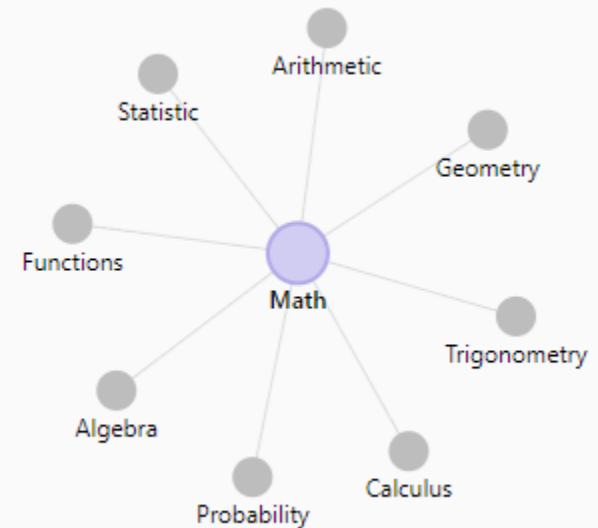 Arithmetic
Statistic
Geometry
Functions
Math
Trigonometry
Algebra
Calculus
Probability